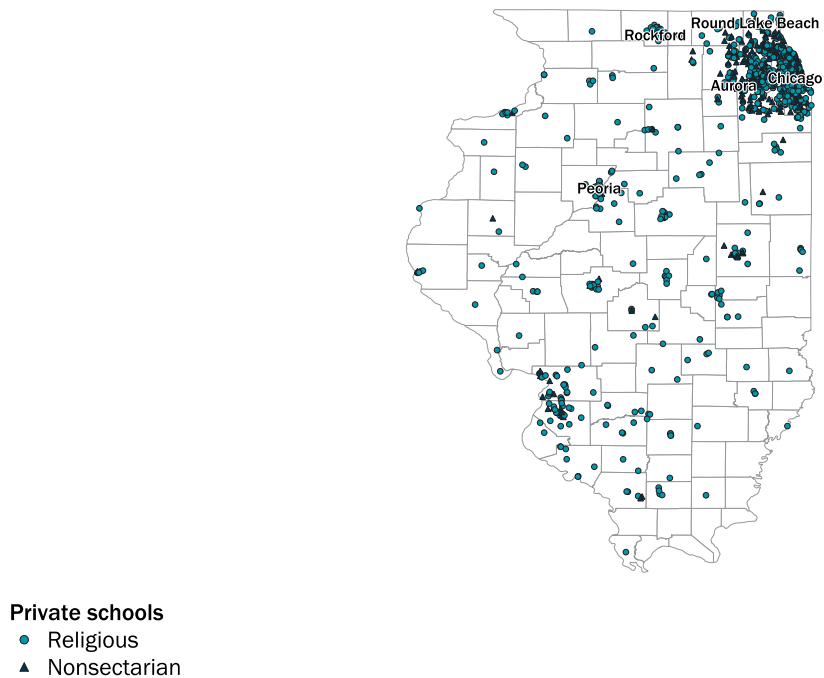 Round Lake Beach
Rockford
Chicago
Aurora
Peoria
Private schools
Religious
Nonsectarian